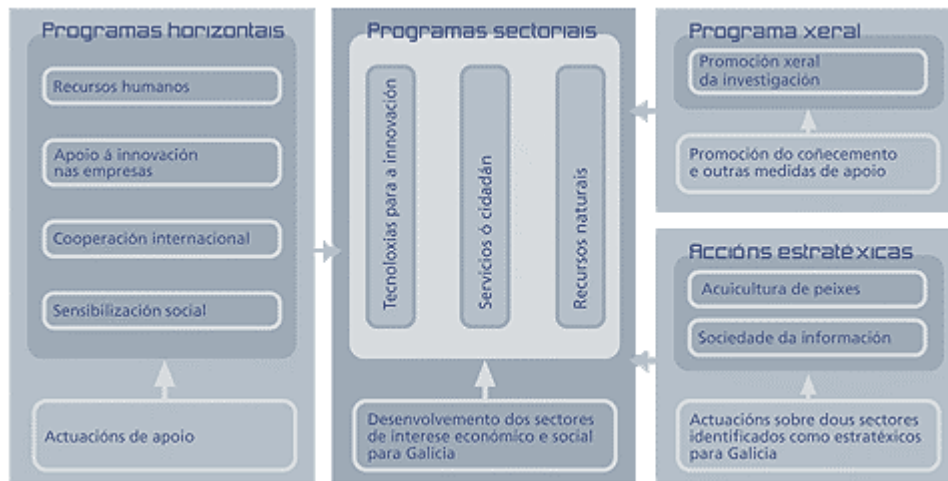 Programas horizontais
Recursos humanos
Apoio á innovación
nas empresas
Cooperación internacional
Sensibilización social
Actuacións de apoio
Programas sectoriais
Tecnoloxias para a innovación
Servicios ó cidadán
Recursos naturais
Desenvolvemento dos sectores
de interese económico e social
para Galicia
Programa xeral
Promoción xeral
da investigación
Promoción do coñecemento
e outras medidas de apoio
Accións estratéxicas
Acuicultura de peixes
Sociedade da información
Actuacións sobre dous sectores
identificados como estratéxicos
para Galicia